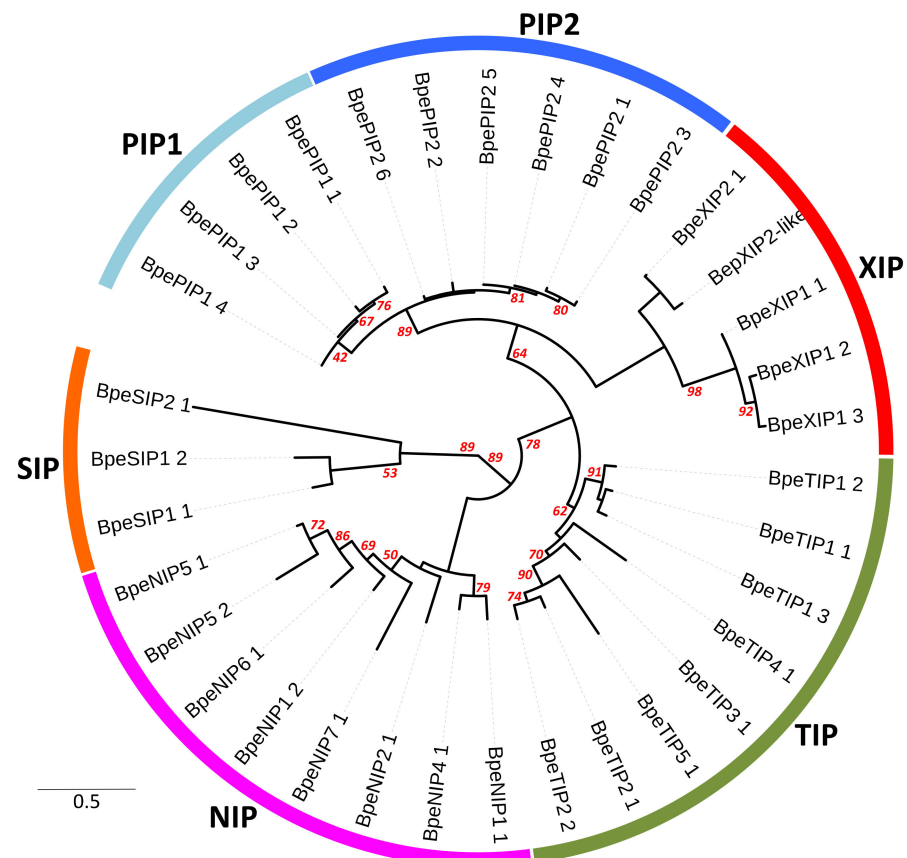 PIP2
PIP1
XIP
SIP
TIP
NIP
BpePIP1 4
BpePIP1 3
BpePIP1 2
BpePIP1 1
BpePIP2 6
BpePIP2 2
BpePIP2 5
BpePIP2 4
BpePIP2 1
BpePIP2 3
BpeXIP2 1
BepXIP2-like
BpeXIP1 1
BpeXIP1 2
BpeXIP1 3
BpeTIP1 2
BpeTIP1 1
BpeTIP1 3
BpeTIP4 1
BpeTIP3 1
BpeTIP5 1
BpeTIP2 1
BpeTIP2 2
BpeNIP1 1
BpeNIP4 1
BpeNIP2 1
BpeNIP7 1
BpeNIP1 2
BpeNIP6 1
BpeNIP5 2
BpeNIP5 1
BpeSIP1 1
BpeSIP1 2
BpeSIP2 1
76
67
42
89
81
80
64
98
92
89
89
78
53
91
62
70
90
74
72
86
69
50
79
0.5